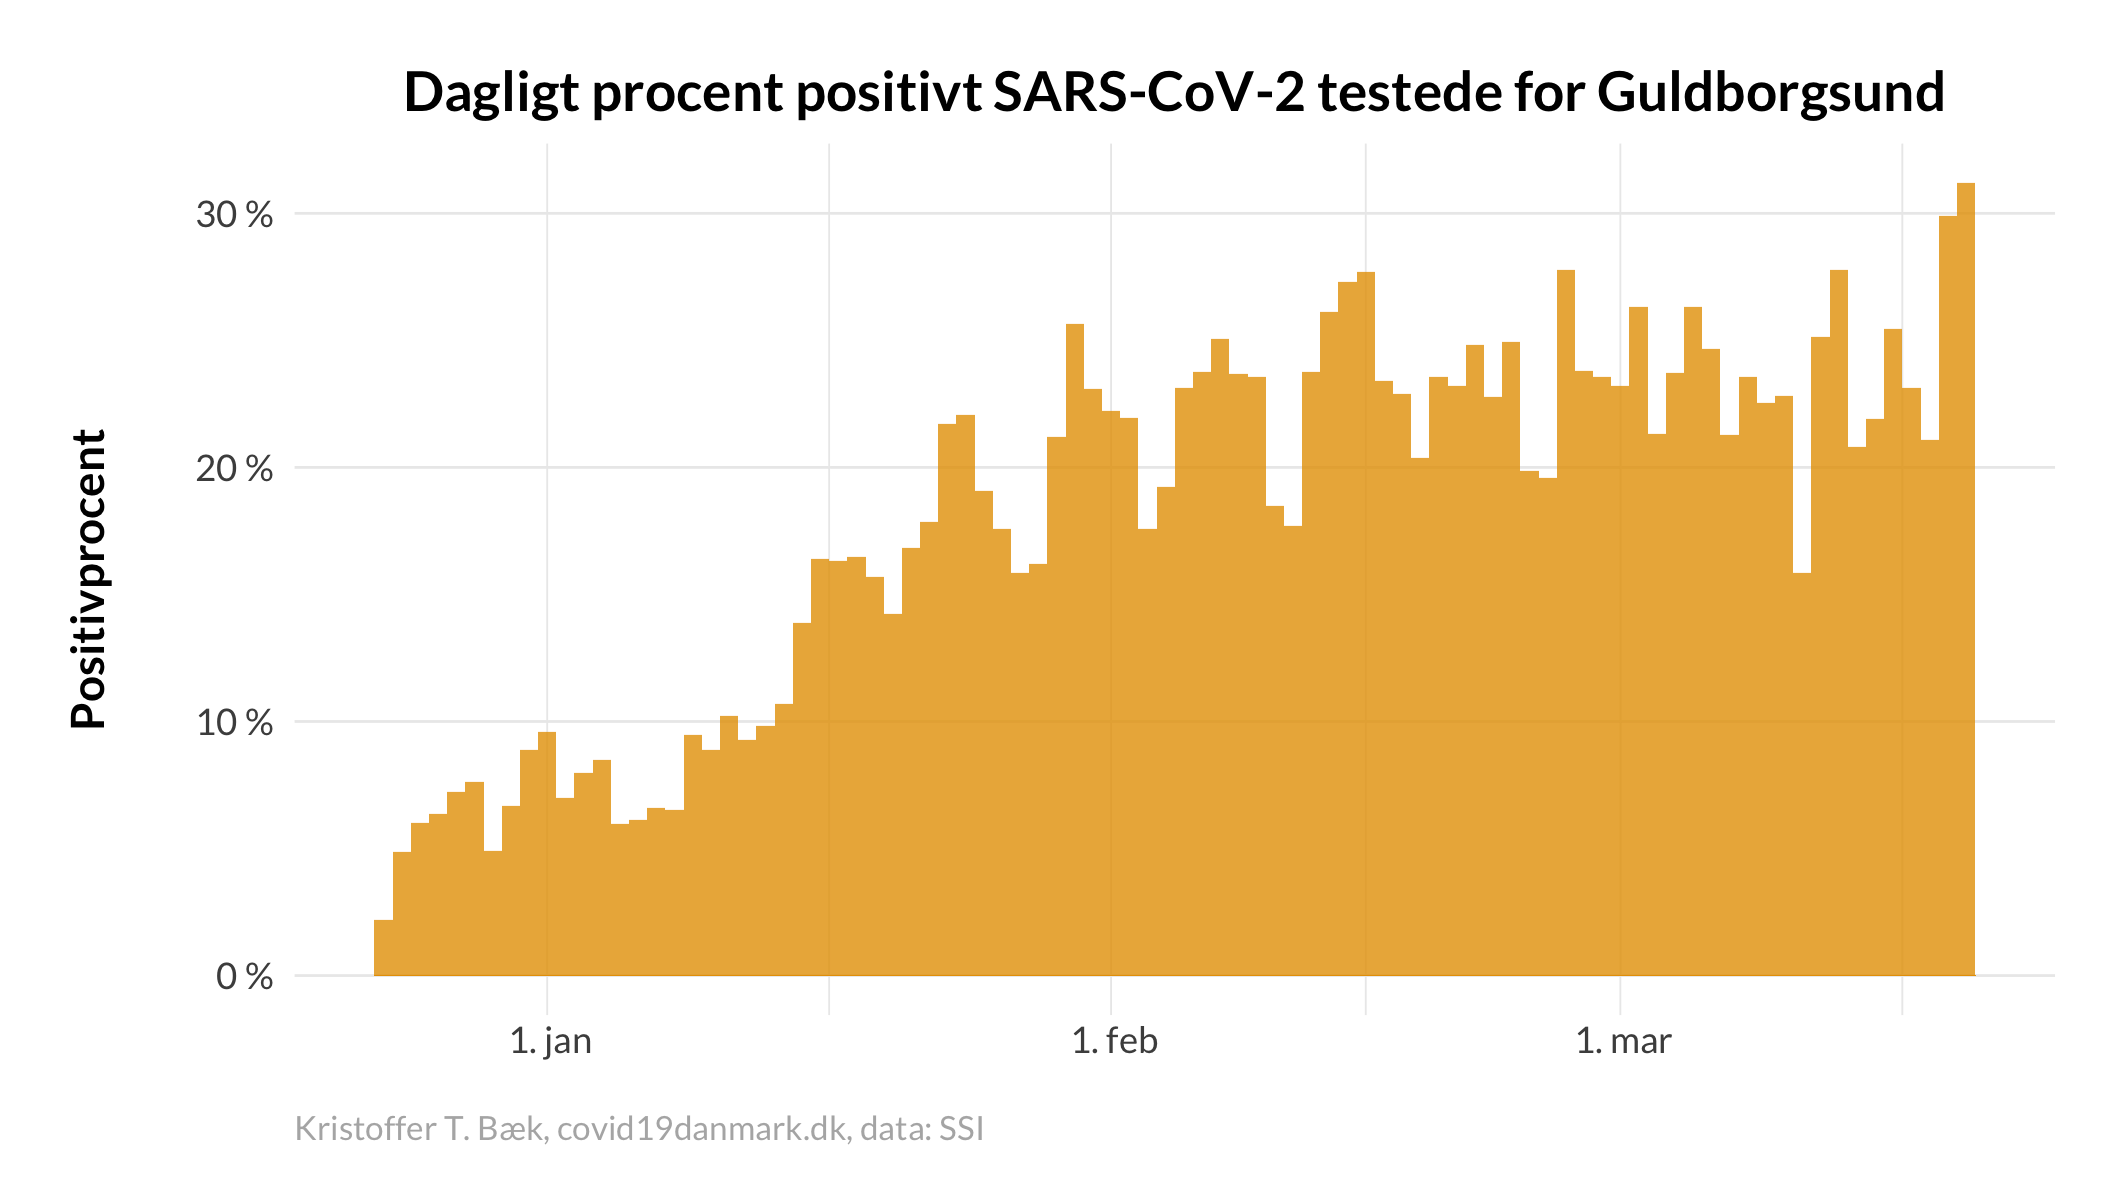 Dagligt procent positivt SARS-CoV-2 testede for Guldborgsund
Positivprocent
30 %
20 %
10 %
0 %
1. jan
1. feb
1. mar
Kristoffer T. Bæk, covid19danmark.dk, data: SSI